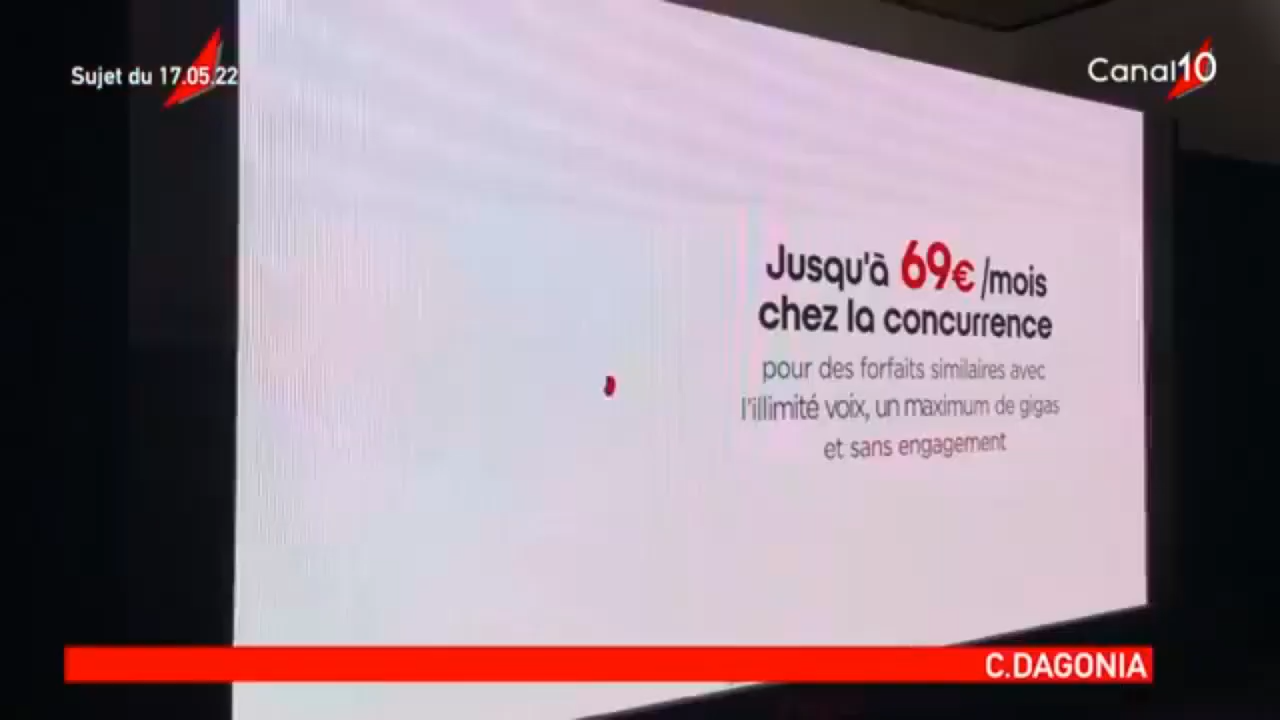 Sujet du 17.05.22
Canal10
Jusqu'à 69€/mois
chez la concurrence
pour des forfaits similaires avec
l'illimité voix, un maximum de gigas
et sans engagement
C.DAGONIA